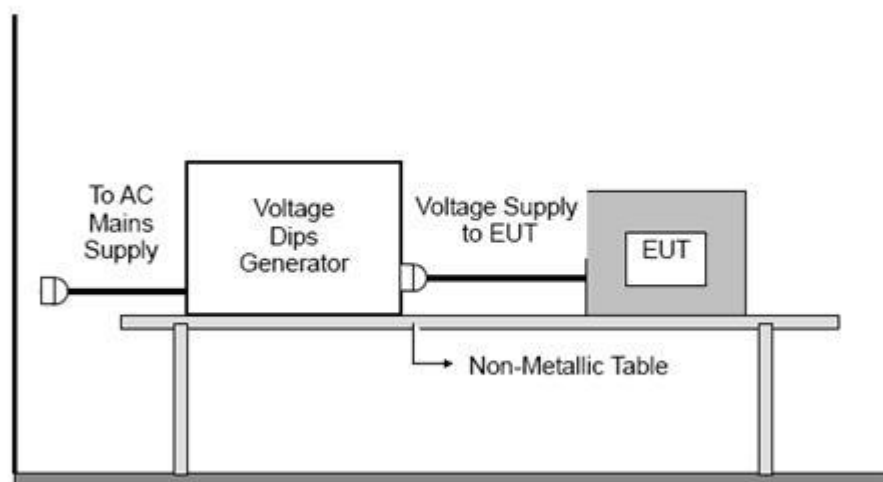 To AC
Mains
Supply
Voltage
Dips
Generator
Voltage Supply
to EUT
EUT
Non-Metallic Table